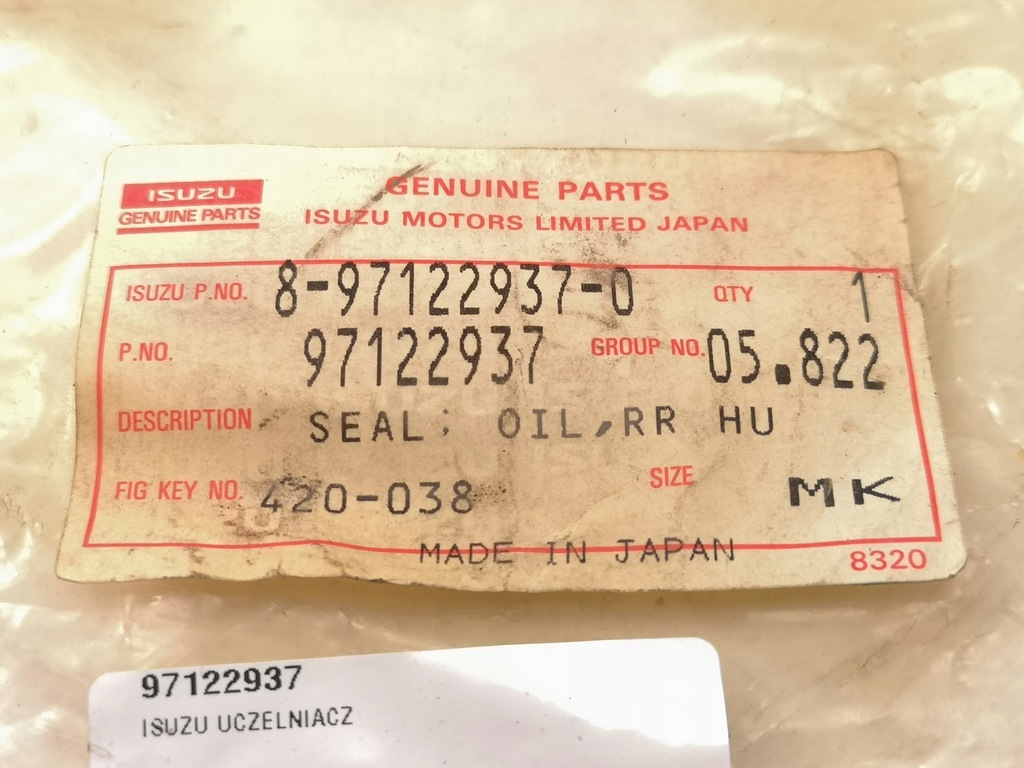 ISUZU
GENUINE PARTS
GENUINE PARTS
ISUZU MOTORS LIMITED JAPAN
ISUZU P.NO. 8-97122937-0 QTY 1
P.NO. 97122937 GROUP NO. 05.822
DESCRIPTION SEAL; OIL,RR HU
FIG KEY NO. 420-038 SIZE MK
MADE IN JAPAN
8320
97122937
ISUZU UCZELNIACZ